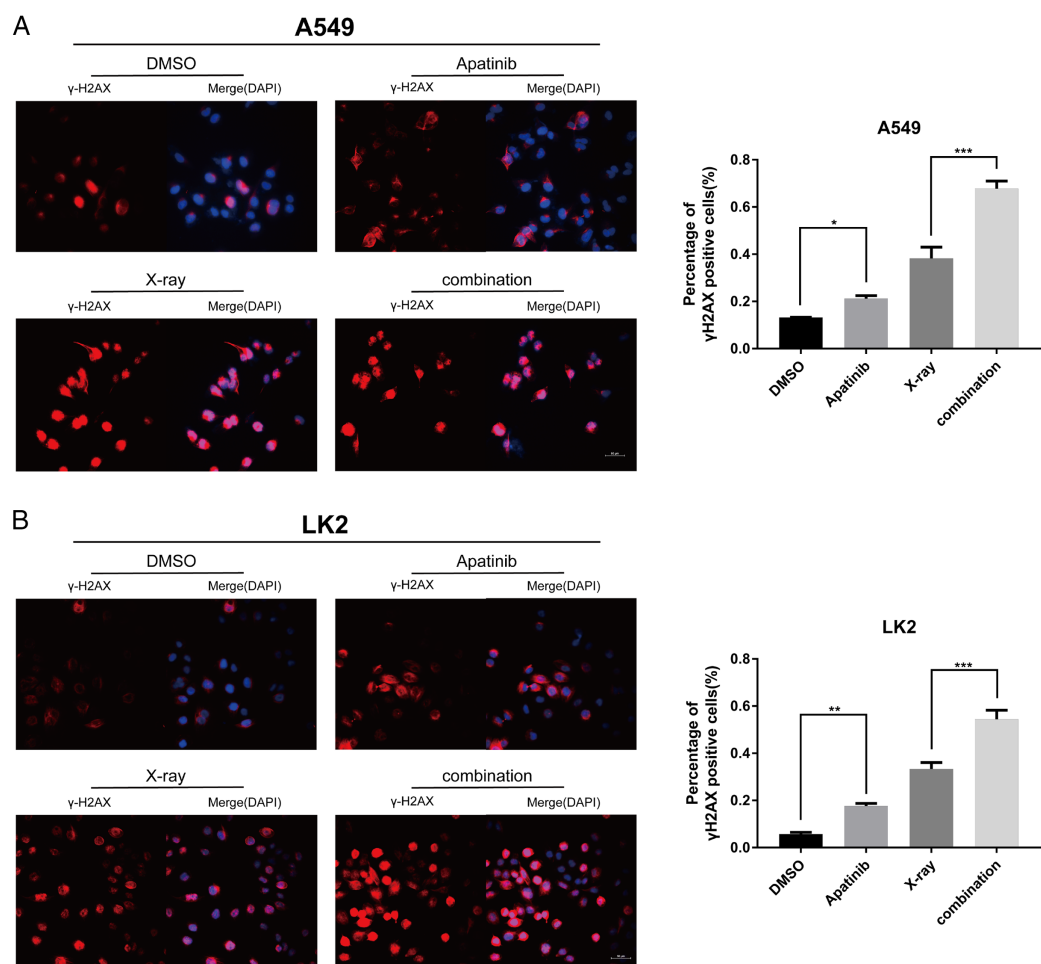 A
A549
DMSO
Apatinib
γ-H2AX
Merge(DAPI)
γ-H2AX
Merge(DAPI)
X-ray
combination
γ-H2AX
Merge(DAPI)
γ-H2AX
Merge(DAPI)
A549
Percentage of
γH2AX positive cells(%)
0.8
0.6
0.4
0.2
0.0
*
***
DMSO
Apatinib
X-ray
combination
B
LK2
DMSO
Apatinib
γ-H2AX
Merge(DAPI)
γ-H2AX
Merge(DAPI)
X-ray
combination
γ-H2AX
Merge(DAPI)
γ-H2AX
Merge(DAPI)
LK2
Percentage of
γH2AX positive cells(%)
0.8
0.6
0.4
0.2
0.0
**
***
DMSO
Apatinib
X-ray
combination